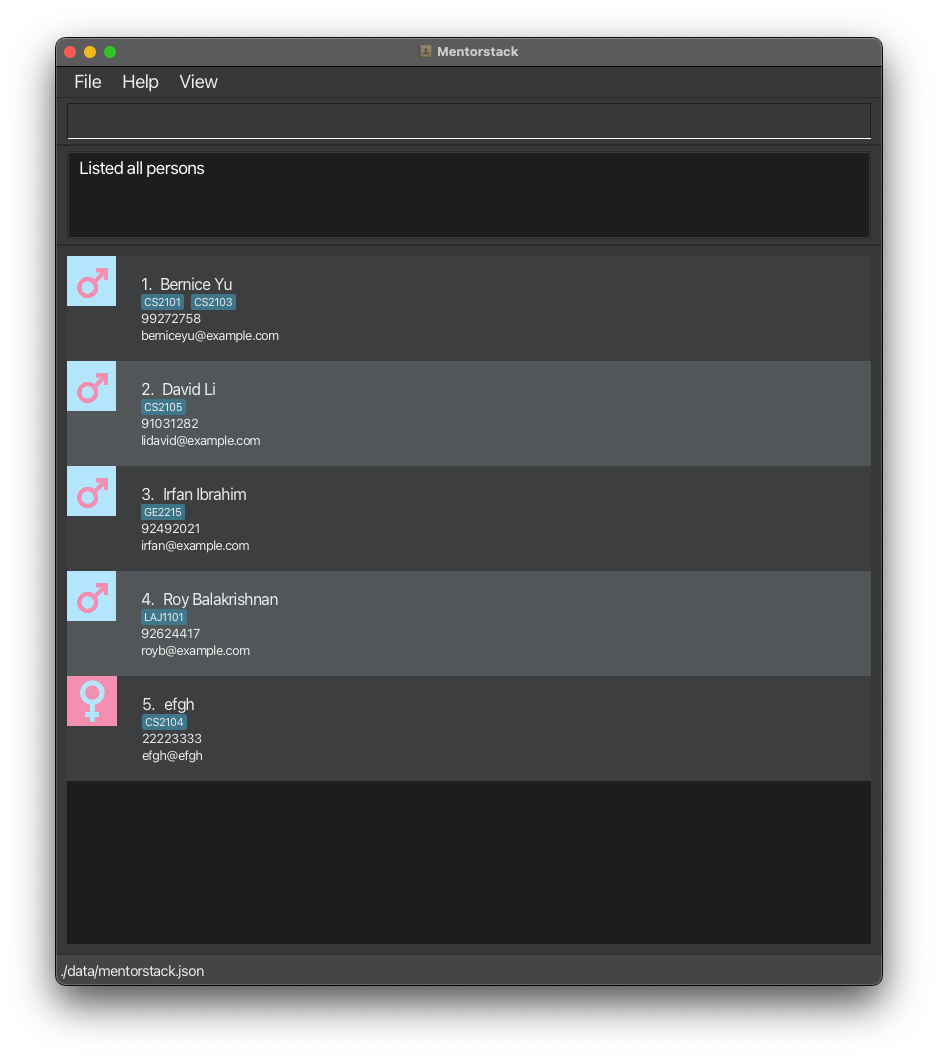 Mentorstack
File Help View
Listed all persons
1. Bernice Yu
CS2101 CS2103
99272758
berniceyu@example.com
2. David Li
CS2105
91031282
lidavid@example.com
3. Irfan Ibrahim
GE2215
92492021
irfan@example.com
4. Roy Balakrishnan
LAJ1101
92624417
royb@example.com
5. efgh
CS2104
22223333
efgh@efgh
./data/mentorstack.json